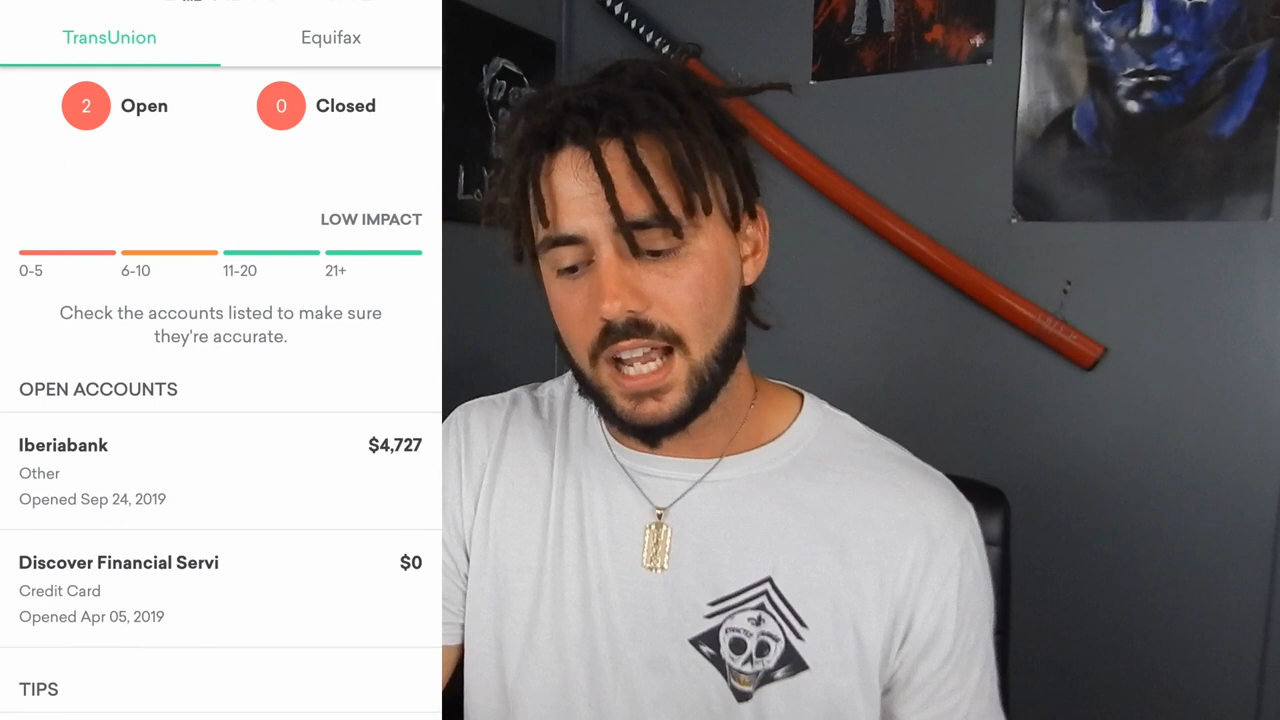 TransUnion
Equifax
2 Open
0 Closed
LOW IMPACT
0-5 6-10 11-20 21+
Check the accounts listed to make sure
they're accurate.
OPEN ACCOUNTS
Iberiabank $4,727
Other
Opened Sep 24, 2019
Discover Financial Servi $0
Credit Card
Opened Apr 05, 2019
TIPS